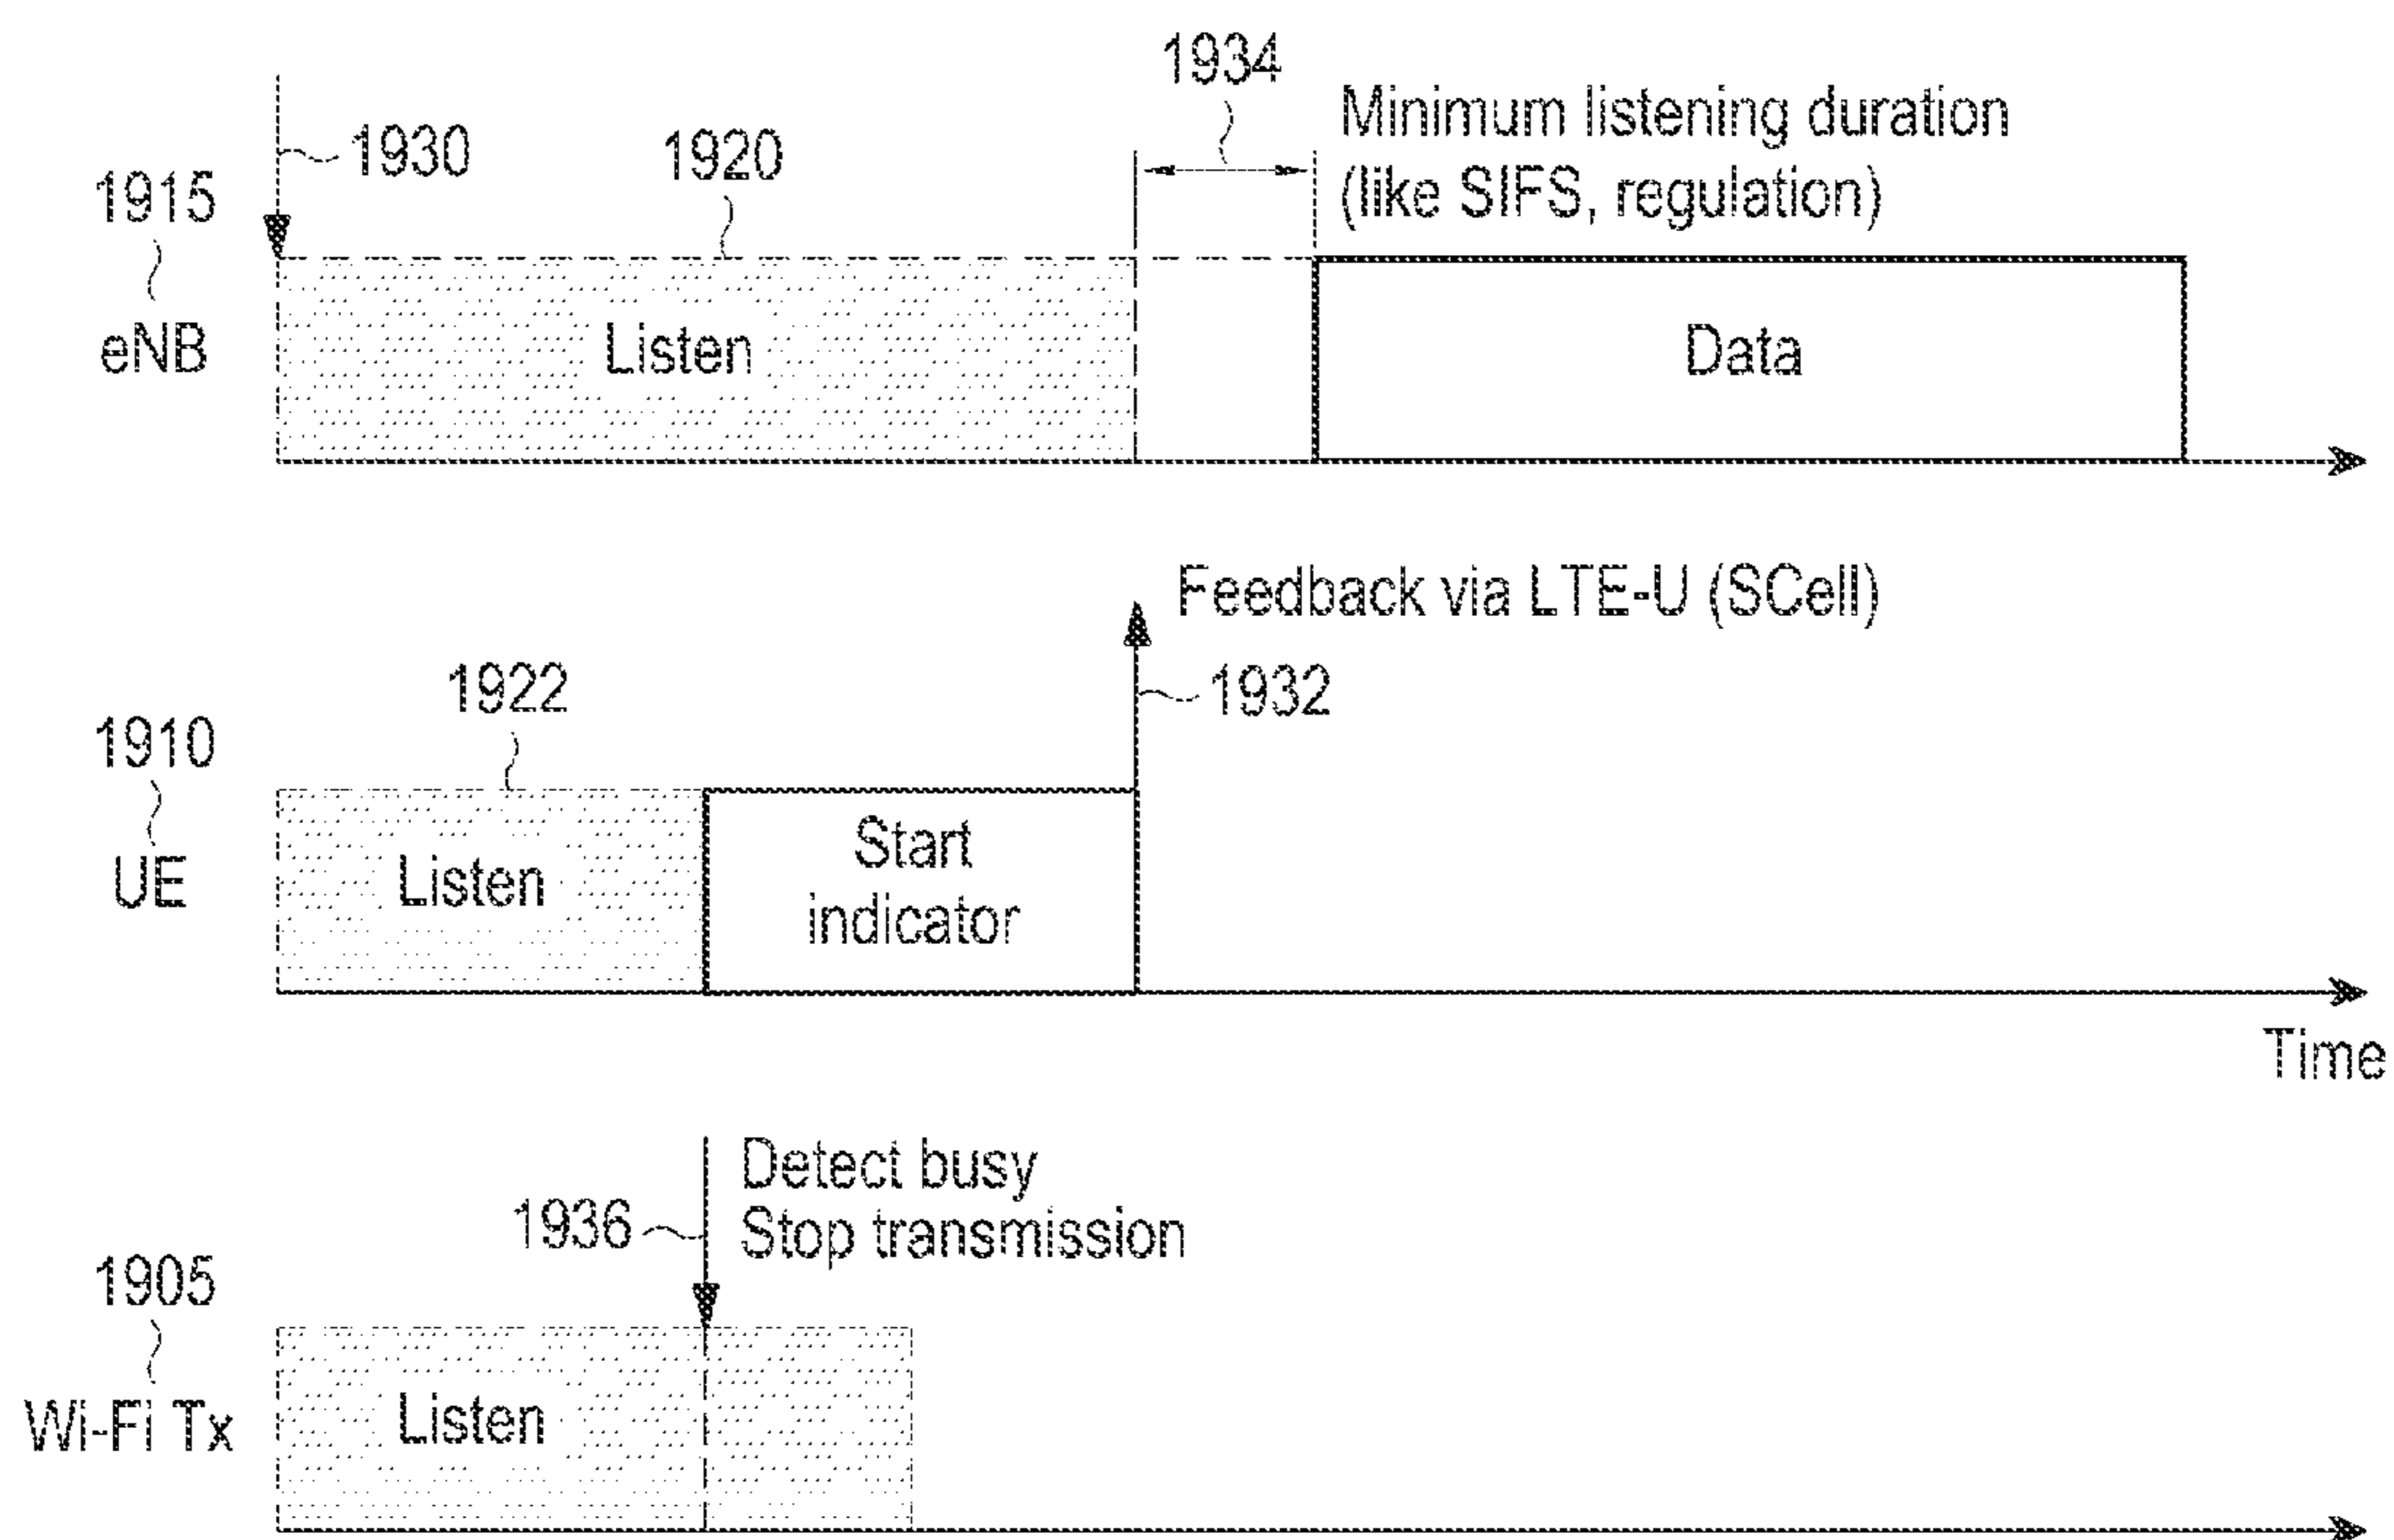 1934
Minimum listening duration
(like SIFS, regulation)
1930
1920
1915
eNB
Listen
Data
Feedback via LTE-U (SCell)
1932
1922
1910
UE
Listen
Start
indicator
Time
Detect busy
Stop transmission
1936
1905
Wi-Fi Tx
Listen